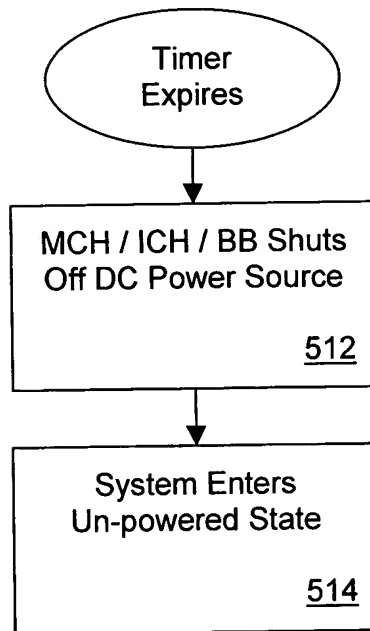 Timer
Expires
MCH / ICH / BB Shuts
Off DC Power Source
512
System Enters
Un-powered State
514